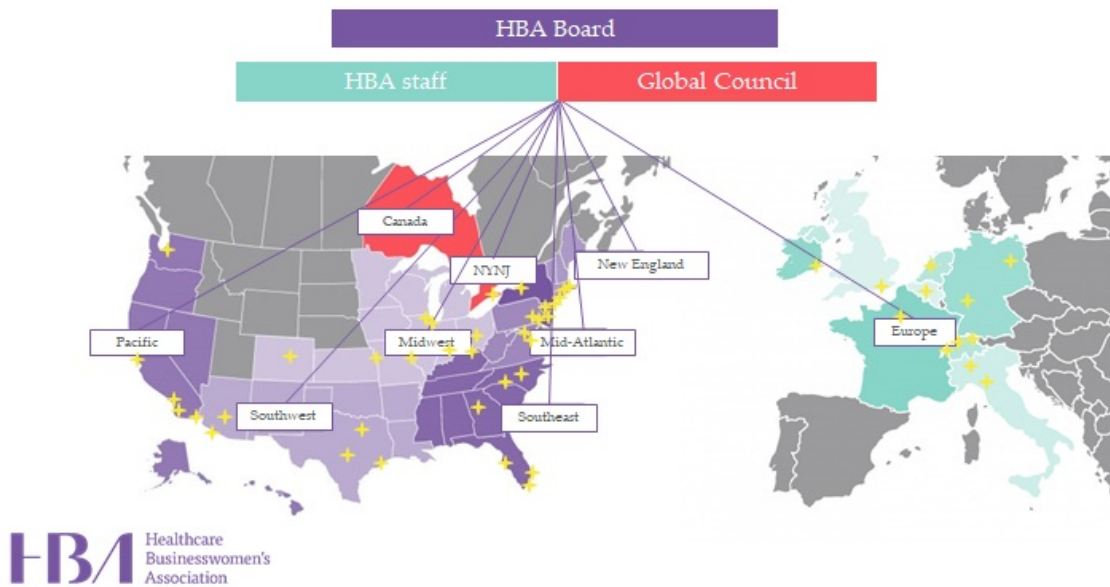 HBA Board
HBA staff
Global Council
Canada
NYNJ
New England
Pacific
Midwest
Mid-Atlantic
Europe
Southwest
Southeast
HBA
Healthcare
Businesswomen's
Association